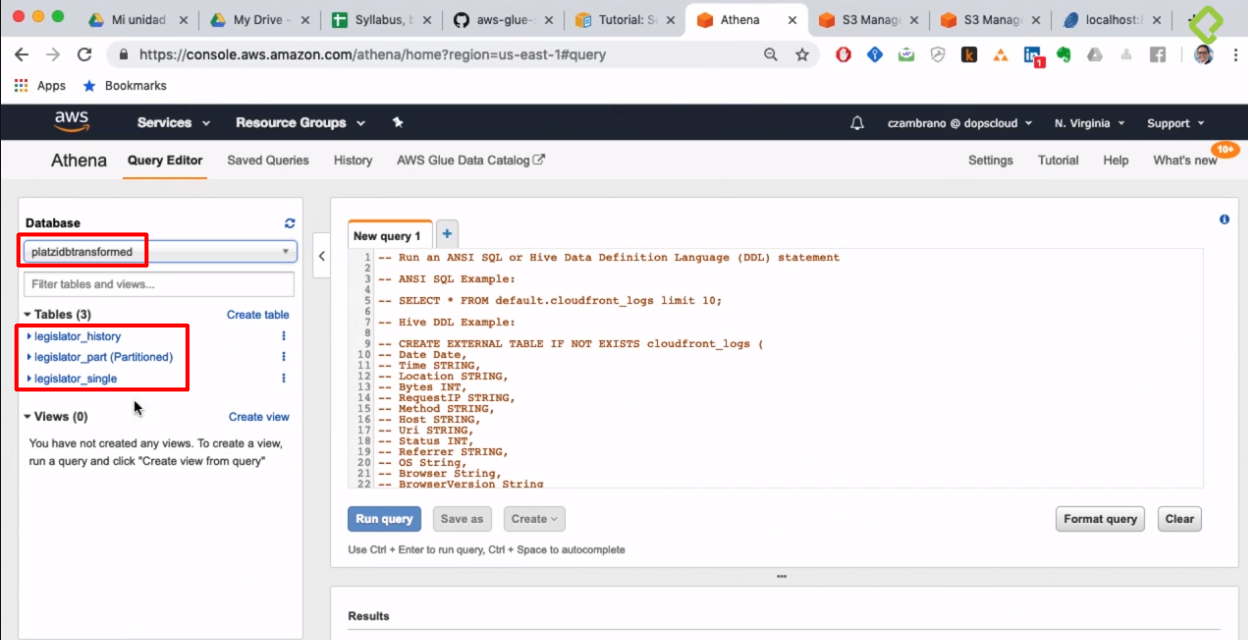 Mi unidad
My Drive -
Syllabus, b
aws-glue-s
Tutorial: S
Athena
S3 Manag
S3 Manag
localhost:
https://console.aws.amazon.com/athena/home?region=us-east-1#query
1
Apps
Bookmarks
aws
Services
Resource Groups
czambrano @ dopscloud
N. Virginia
Support
Athena
Query Editor
Saved Queries
History
AWS Glue Data Catalog
Settings
Tutorial
Help
What's new
10+
Database
platzidbtransformed
Filter tables and views...
Tables (3)
Create table
legislator_history
legislator_part (Partitioned)
legislator_single
Views (0)
Create view
You have not created any views. To create a view,
run a query and click "Create view from query"
New query 1
+
1 -- Run an ANSI SQL or Hive Data Definition Language (DDL) statement
2
3 -- ANSI SQL Example:
4
5 -- SELECT * FROM default.cloudfront_logs limit 10;
6
7 -- Hive DDL Example:
8
9 -- CREATE EXTERNAL TABLE IF NOT EXISTS cloudfront_logs (
10 -- Date Date,
11 -- Time STRING,
12 -- Location STRING,
13 -- Bytes INT,
14 -- RequestIP STRING,
15 -- Method STRING,
16 -- Host STRING,
17 -- Uri STRING,
18 -- Status INT,
19 -- Referrer STRING,
20 -- OS String,
21 -- Browser String,
22 -- BrowserVersion String
Run query
Save as
Create
Format query
Clear
Use Ctrl + Enter to run query, Ctrl + Space to autocomplete
Results